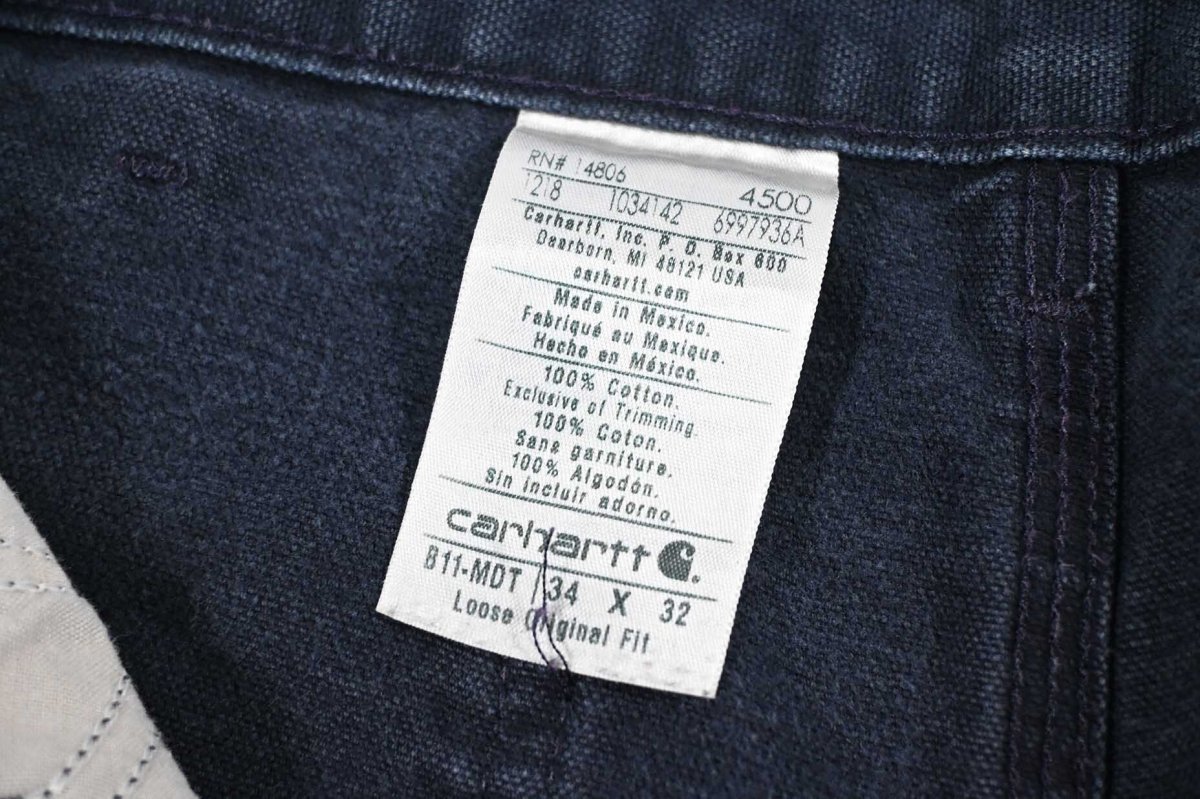 RN# 14806 4500
1218 1034142 6997936A
Carhartt, Inc. P. O. Box 600
Dearborn, MI 48121 USA
carhartt.com
Made in Mexico.
Fabriqué au Mexique.
Hecho en México.
100% Cotton.
Exclusive of Trimming.
100% Coton.
Sans garniture.
100% Algodón.
Sin incluir adorno.
carhartt
B11-MDT 34 X 32
Loose Original Fit